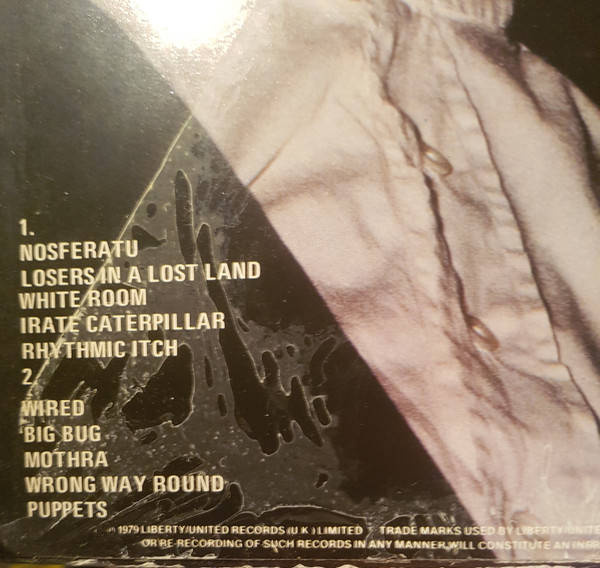 1.
NOSFERATU
LOSERS IN A LOST LAND
WHITE ROOM
IRATE CATERPILLAR
RHYTHMIC ITCH
2.
WIRED
BIG BUG
MOTHRA
WRONG WAY ROUND
PUPPETS
℗ 1979 LIBERTY/UNITED RECORDS (U.K.) LIMITED TRADE MARKS USED BY LIBERTY/UNITE
OR RE-RECORDING OF SUCH RECORDS IN ANY MANNER WILL CONSTITUTE AN INFR